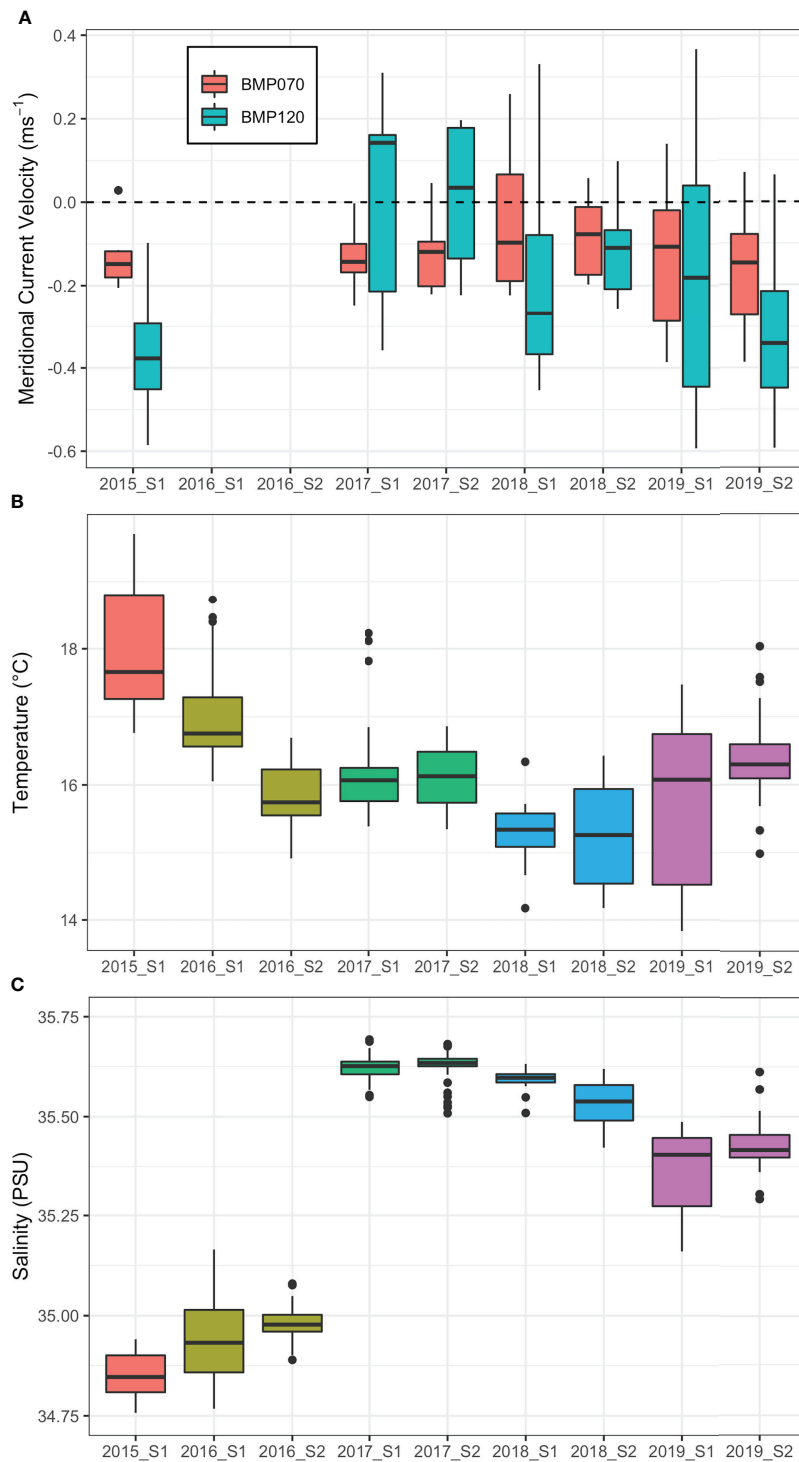 A
Meridional Current Velocity (ms⁻¹)
0.4
0.2
0.0
-0.2
-0.4
-0.6
BMP070
BMP120
2015_S1 2016_S1 2016_S2 2017_S1 2017_S2 2018_S1 2018_S2 2019_S1 2019_S2
B
Temperature (°C)
18
16
14
2015_S1 2016_S1 2016_S2 2017_S1 2017_S2 2018_S1 2018_S2 2019_S1 2019_S2
C
Salinity (PSU)
35.75
35.50
35.25
35.00
34.75
2015_S1 2016_S1 2016_S2 2017_S1 2017_S2 2018_S1 2018_S2 2019_S1 2019_S2